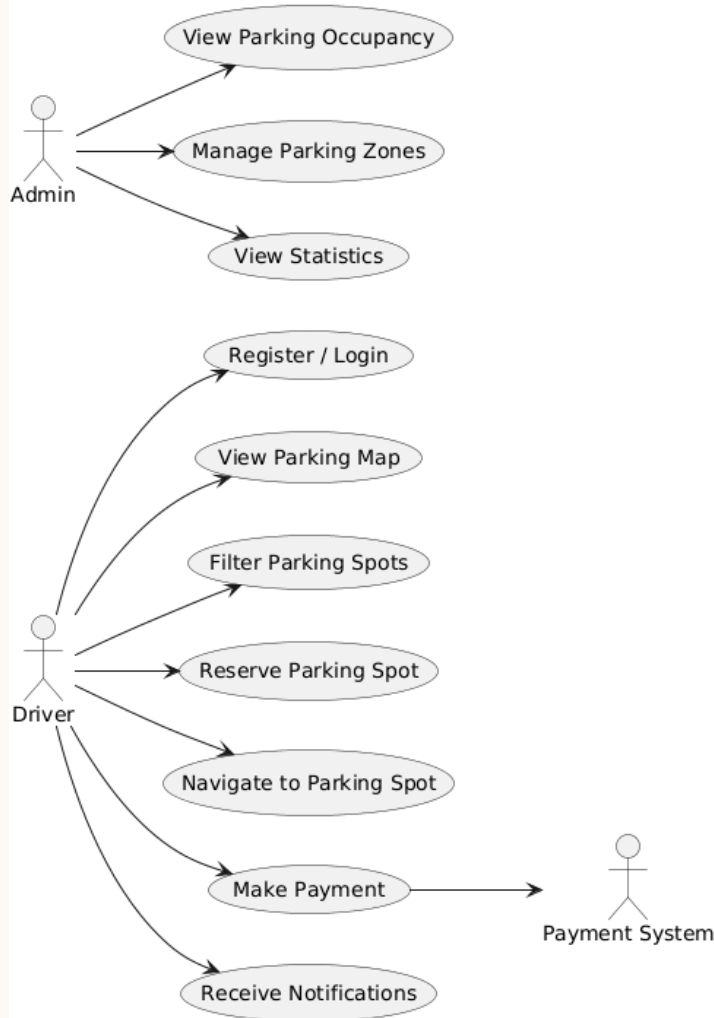 View Parking Occupancy
Manage Parking Zones
Admin
View Statistics
Register / Login
View Parking Map
Filter Parking Spots
Reserve Parking Spot
Driver
Navigate to Parking Spot
Make Payment
Payment System
Receive Notifications